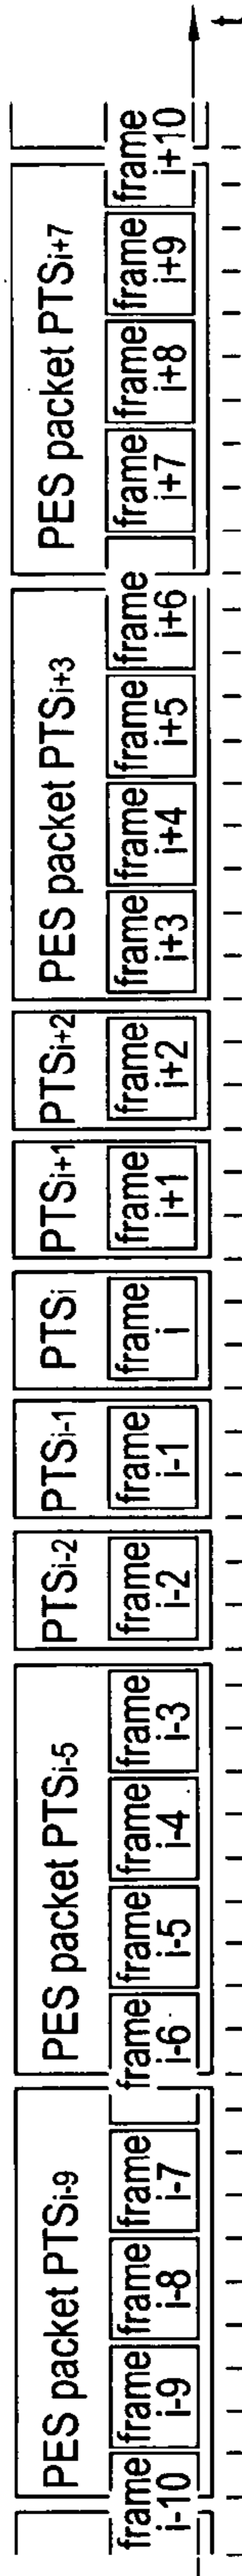 PES packet PTSi-9
PES packet PTSi-5
PTSi-2
PTSi-1
PTSi
PTSi+1
PTSi+2
PES packet PTSi+3
PES packet PTSi+7
frame
i-10
frame
i-9
frame
i-8
frame
i-7
frame
i-6
frame
i-5
frame
i-4
frame
i-3
frame
i-2
frame
i-1
frame
i
frame
i+1
frame
i+2
frame
i+3
frame
i+4
frame
i+5
frame
i+6
frame
i+7
frame
i+8
frame
i+9
frame
i+10
t